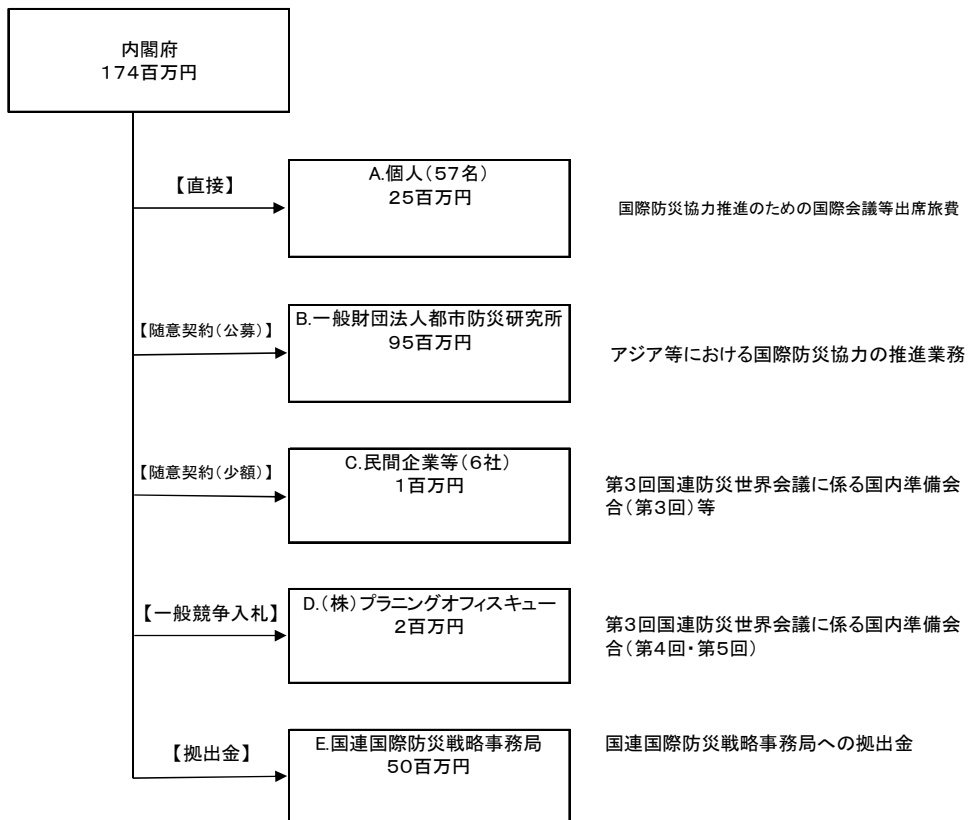 内閣府
１７４百万円
【直接】
A.個人（５７名）
２５百万円
国際防災協力推進のための国際会議等出席旅費
【随意契約（公募）】
B.一般財団法人都市防災研究所
９５百万円
アジア等における国際防災協力の推進業務
【随意契約（少額）】
C.民間企業等（６社）
１百万円
第３回国連防災世界会議に係る国内準備会
合（第３回）等
【一般競争入札】
D.（株）プラニングオフィスキュー
２百万円
第３回国連防災世界会議に係る国内準備会
合（第４回・第５回）
【拠出金】
E.国連国際防災戦略事務局
５０百万円
国連国際防災戦略事務局への拠出金